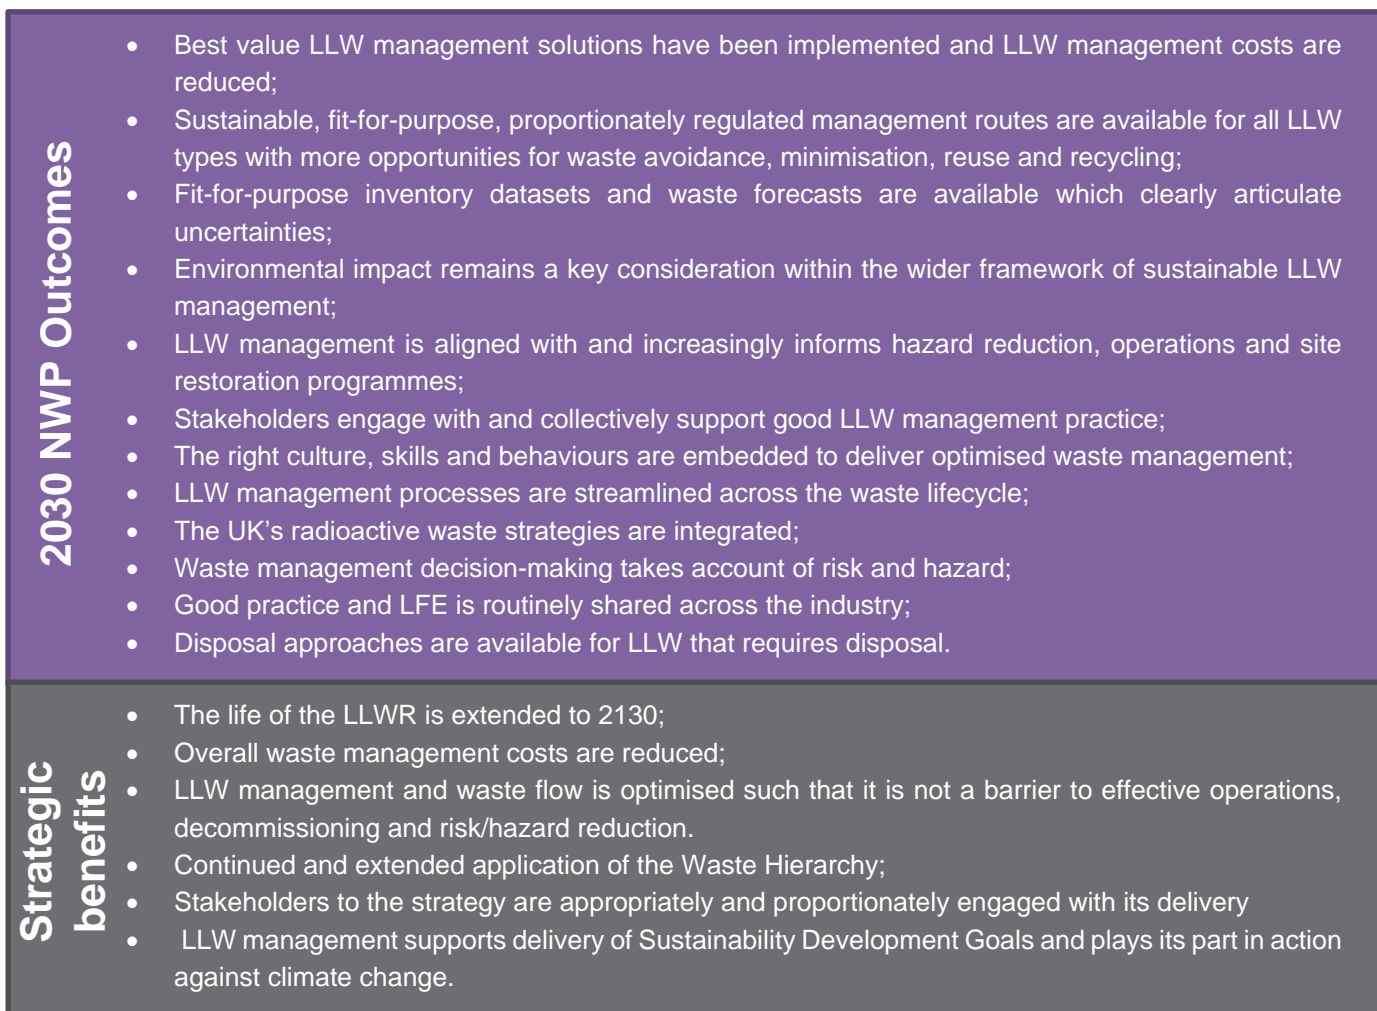 2030 NWP Outcomes
• Best value LLW management solutions have been implemented and LLW management costs are
reduced;
• Sustainable, fit-for-purpose, proportionately regulated management routes are available for all LLW
types with more opportunities for waste avoidance, minimisation, reuse and recycling;
• Fit-for-purpose inventory datasets and waste forecasts are available which clearly articulate
uncertainties;
• Environmental impact remains a key consideration within the wider framework of sustainable LLW
management;
• LLW management is aligned with and increasingly informs hazard reduction, operations and site
restoration programmes;
• Stakeholders engage with and collectively support good LLW management practice;
• The right culture, skills and behaviours are embedded to deliver optimised waste management;
• LLW management processes are streamlined across the waste lifecycle;
• The UK's radioactive waste strategies are integrated;
• Waste management decision-making takes account of risk and hazard;
• Good practice and LFE is routinely shared across the industry;
• Disposal approaches are available for LLW that requires disposal.
Strategic
benefits
• The life of the LLWR is extended to 2130;
• Overall waste management costs are reduced;
• LLW management and waste flow is optimised such that it is not a barrier to effective operations,
decommissioning and risk/hazard reduction.
• Continued and extended application of the Waste Hierarchy;
• Stakeholders to the strategy are appropriately and proportionately engaged with its delivery
• LLW management supports delivery of Sustainability Development Goals and plays its part in action
against climate change.